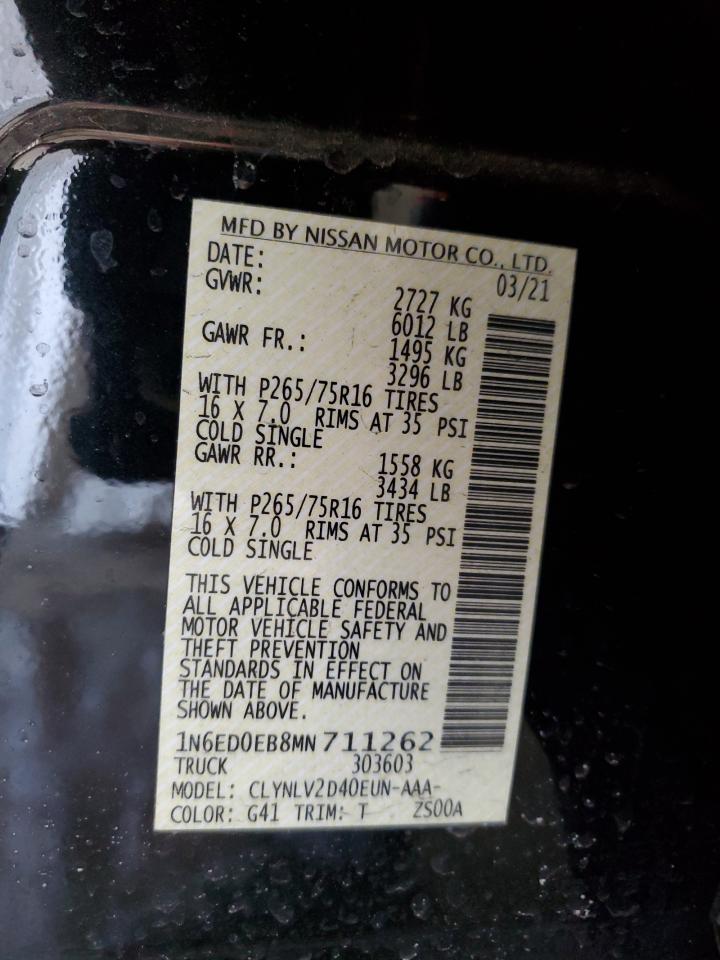 MFD BY NISSAN MOTOR CO., LTD.
DATE: 03/21
GVWR: 2727 KG
6012 LB
GAWR FR.: 1495 KG
3296 LB
WITH P265/75R16 TIRES
16 X 7.0 RIMS AT 35 PSI
COLD SINGLE
GAWR RR.: 1558 KG
3434 LB
WITH P265/75R16 TIRES
16 X 7.0 RIMS AT 35 PSI
COLD SINGLE
THIS VEHICLE CONFORMS TO
ALL APPLICABLE FEDERAL
MOTOR VEHICLE SAFETY AND
THEFT PREVENTION
STANDARDS IN EFFECT ON
THE DATE OF MANUFACTURE
SHOWN ABOVE.
1N6ED0EB8MN711262
TRUCK 303603
MODEL: CLYNLV2D40EUN-AAA-
COLOR: G41 TRIM: T ZS00A